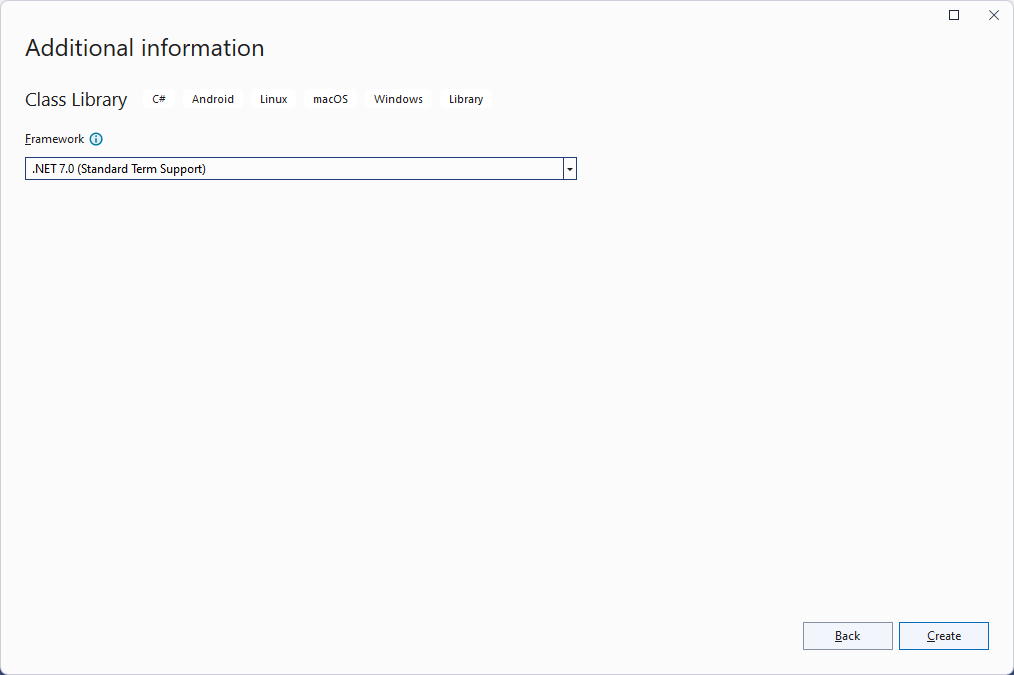 Additional information
Class Library C# Android Linux macOS Windows Library
Framework
.NET 7.0 (Standard Term Support)
Back Create